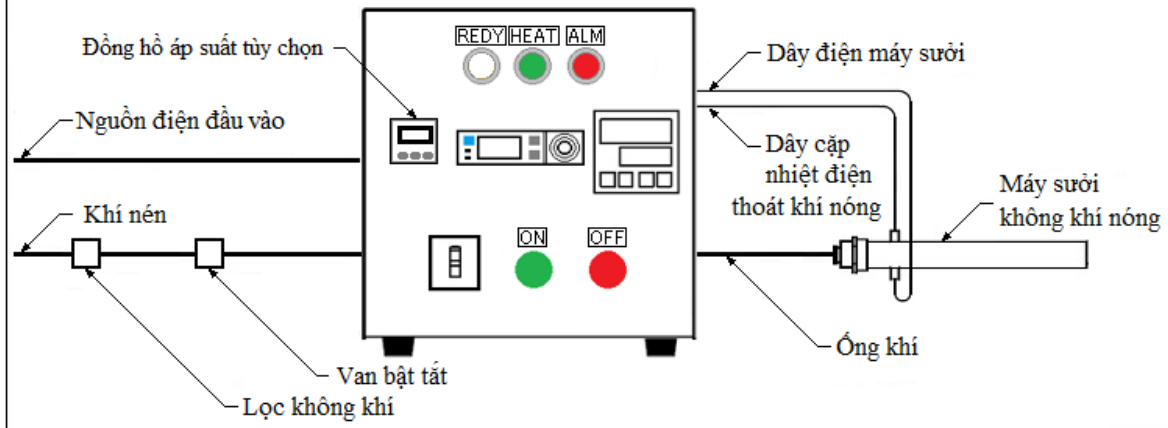 REDY HEAT ALM
Đồng hồ áp suất tùy chọn
Dây điện máy sưởi
Nguồn điện đầu vào
Dây cặp
nhiệt điện
thoát khí nóng
Máy sưởi
không khí nóng
Khí nén
ON OFF
Ống khí
Van bật tắt
Lọc không khí